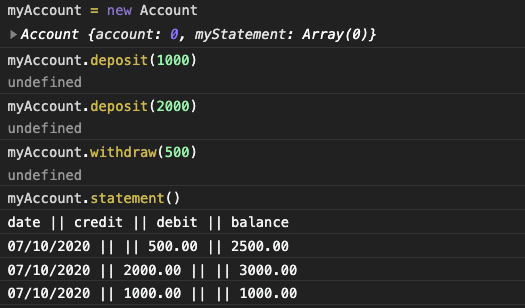 myAccount = new Account
▶Account {account: 0, myStatement: Array(0)}
myAccount.deposit(1000)
undefined
myAccount.deposit(2000)
undefined
myAccount.withdraw(500)
undefined
myAccount.statement()
date || credit || debit || balance
07/10/2020 || || 500.00 || 2500.00
07/10/2020 || 2000.00 || || 3000.00
07/10/2020 || 1000.00 || || 1000.00